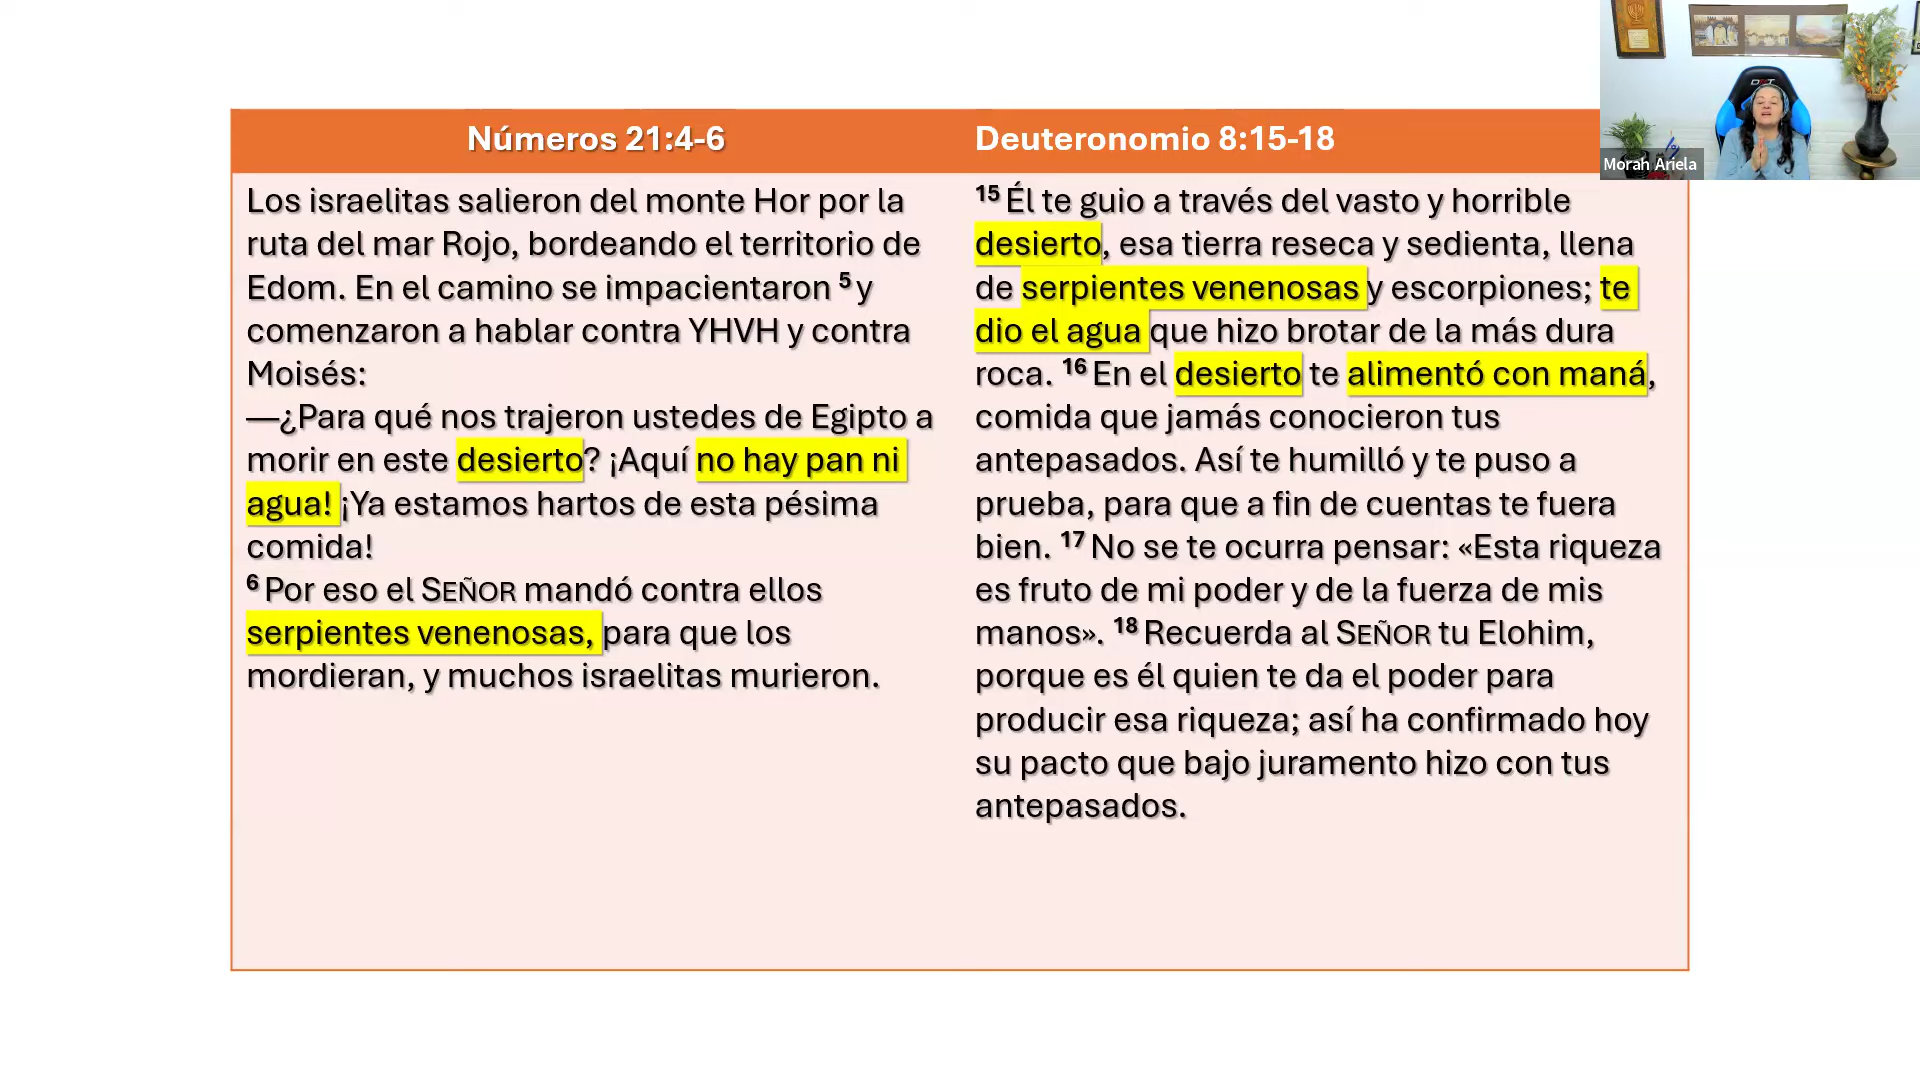 Números 21:4-6
Los israelitas salieron del monte Hor por la
ruta del mar Rojo, bordeando el territorio de
Edom. En el camino se impacientaron 5 y
comenzaron a hablar contra YHVH y contra
Moisés:
—¿Para qué nos trajeron ustedes de Egipto a
morir en este desierto? ¡Aquí no hay pan ni
agua! ¡Ya estamos hartos de esta pésima
comida!
6 Por eso el SEÑOR mandó contra ellos
serpientes venenosas, para que los
mordieran, y muchos israelitas murieron.
Deuteronomio 8:15-18
15 Él te guio a través del vasto y horrible
desierto, esa tierra reseca y sedienta, llena
de serpientes venenosas y escorpiones; te
dio el agua que hizo brotar de la más dura
roca. 16 En el desierto te alimentó con maná,
comida que jamás conocieron tus
antepasados. Así te humilló y te puso a
prueba, para que a fin de cuentas te fuera
bien. 17 No se te ocurra pensar: «Esta riqueza
es fruto de mi poder y de la fuerza de mis
manos». 18 Recuerda al SEÑOR tu Elohim,
porque es él quien te da el poder para
producir esa riqueza; así ha confirmado hoy
su pacto que bajo juramento hizo con tus
antepasados.
Morah Ariela